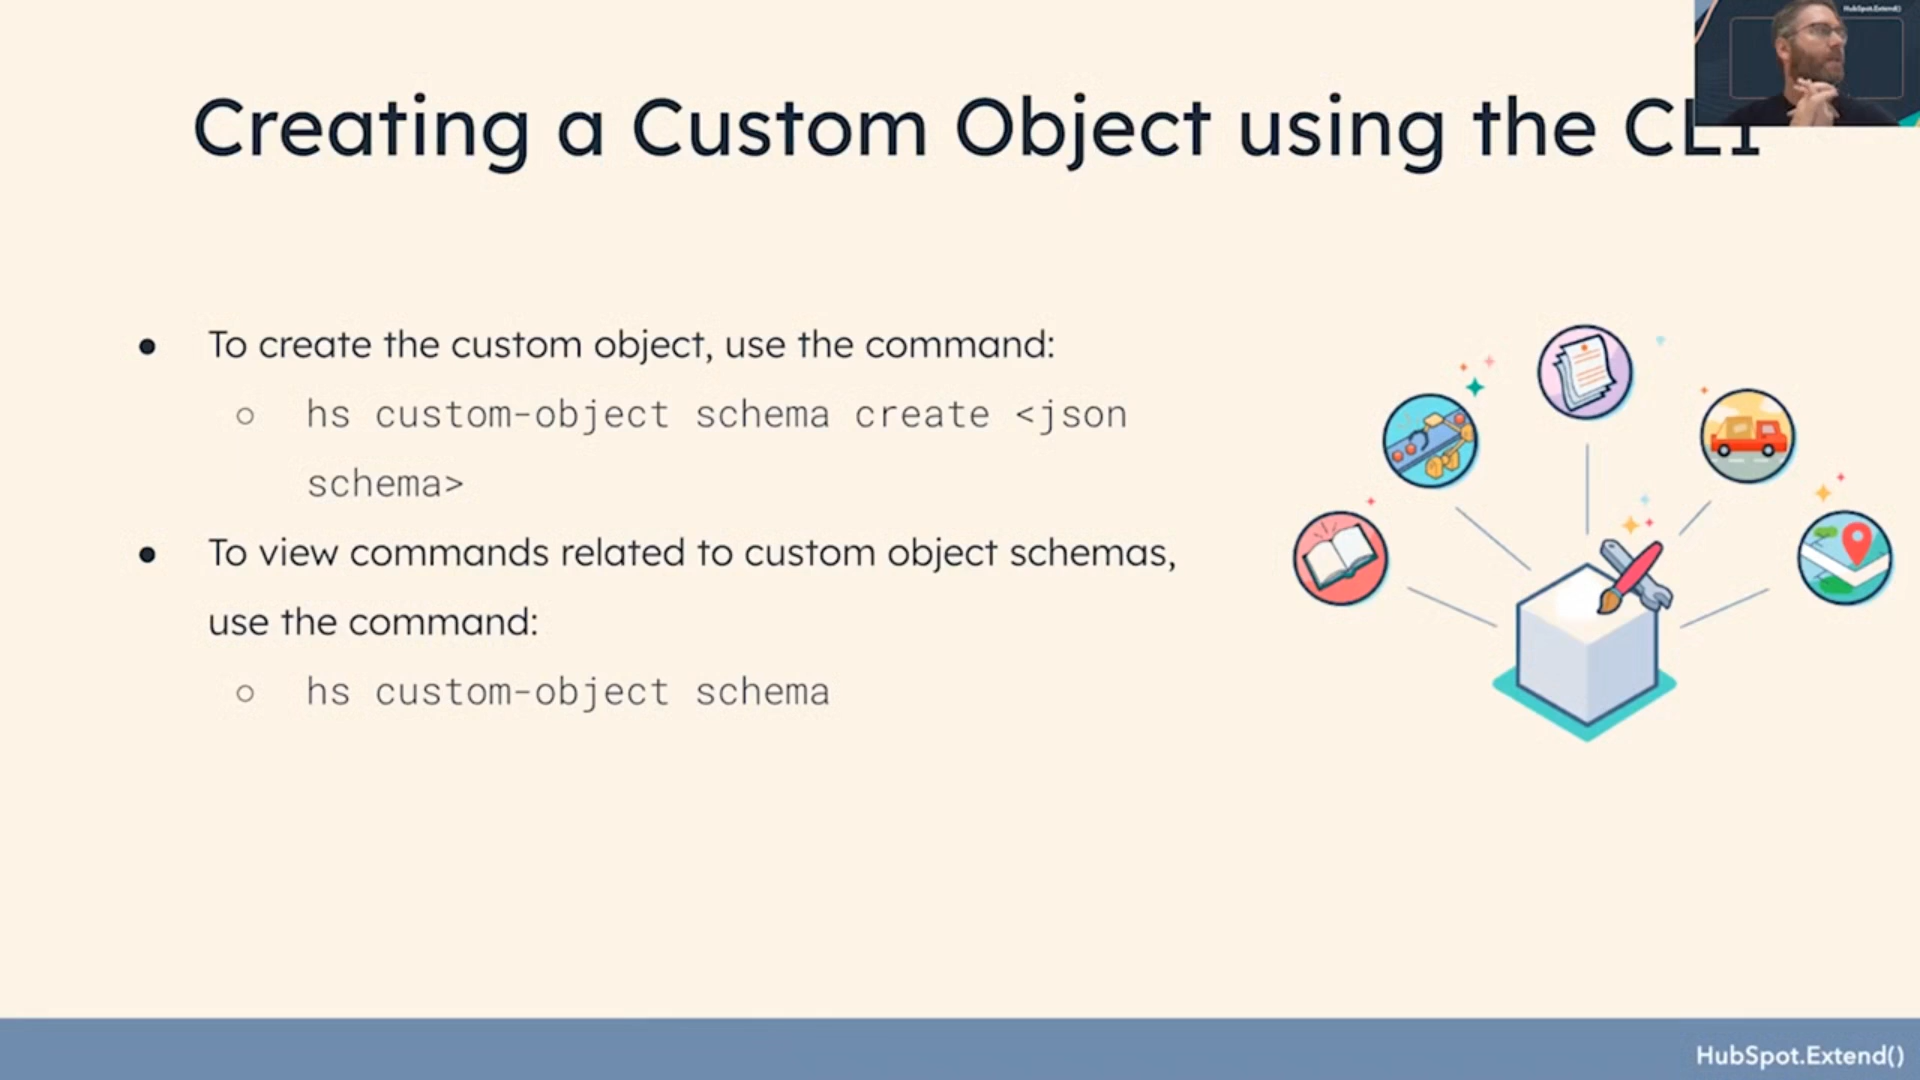 HubSpot.Extend()
Creating a Custom Object using the CLI
● To create the custom object, use the command:
○ hs custom-object schema create <json
schema>
● To view commands related to custom object schemas,
use the command:
○ hs custom-object schema
HubSpot.Extend()